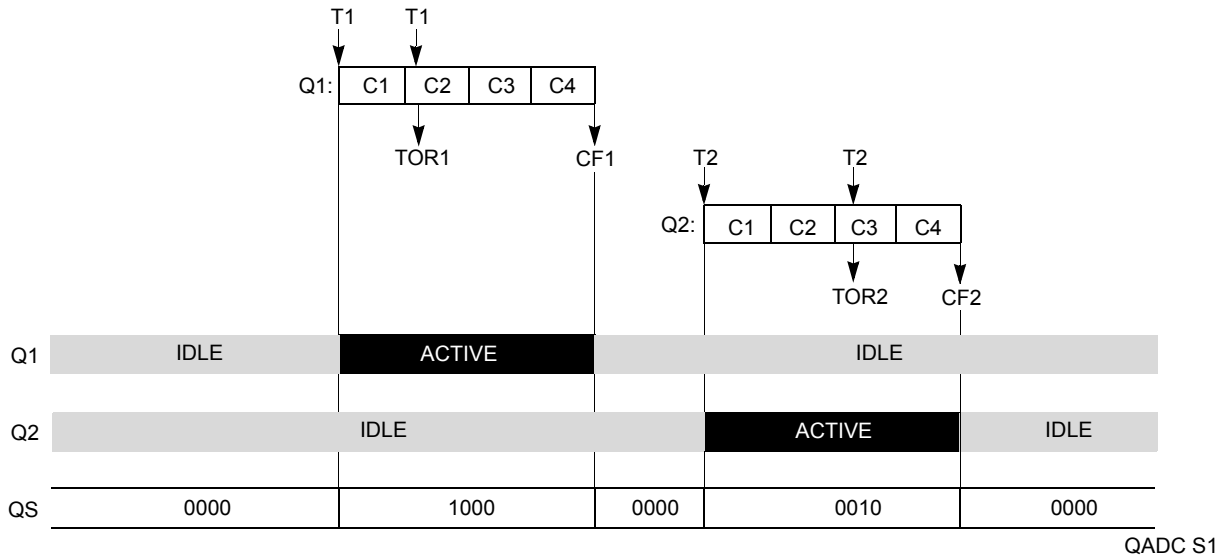 T1 T1
Q1: C1 C2 C3 C4
TOR1 CF1 T2 T2
Q2: C1 C2 C3 C4
TOR2 CF2
Q1 IDLE ACTIVE IDLE
Q2 IDLE ACTIVE IDLE
QS 0000 1000 0000 0010 0000
QADC S1